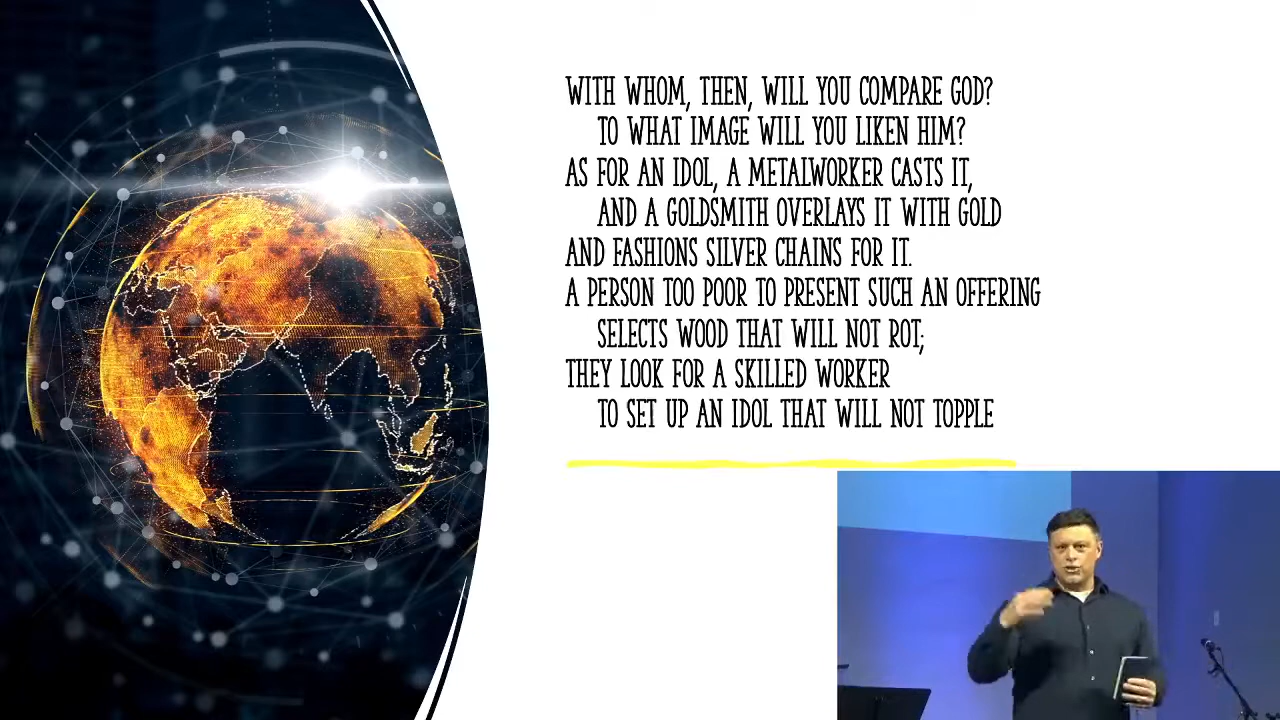 WITH WHOM, THEN, WILL YOU COMPARE GOD?
TO WHAT IMAGE WILL YOU LIKEN HIM?
AS FOR AN IDOL, A METALWORKER CASTS IT,
AND A GOLDSMITH OVERLAYS IT WITH GOLD
AND FASHIONS SILVER CHAINS FOR IT.
A PERSON TOO POOR TO PRESENT SUCH AN OFFERING
SELECTS WOOD THAT WILL NOT ROT;
THEY LOOK FOR A SKILLED WORKER
TO SET UP AN IDOL THAT WILL NOT TOPPLE